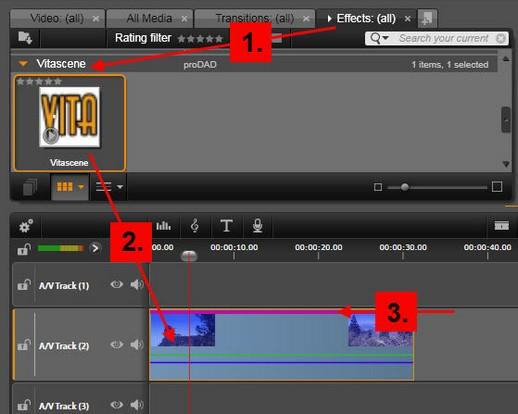 Video: (all) × All Media × Transitions: (all) × Effects: (all) ×
Rating filter
1.
Search your current
Vitascene proDAD 1 items, 1 selected
VITA
Vitascene
2.
00.00 00:00:10.00 00:00:20.00 00:00:30.00 00:00:40.00
A/V Track (1)
3.
A/V Track (2)
A/V Track (3)